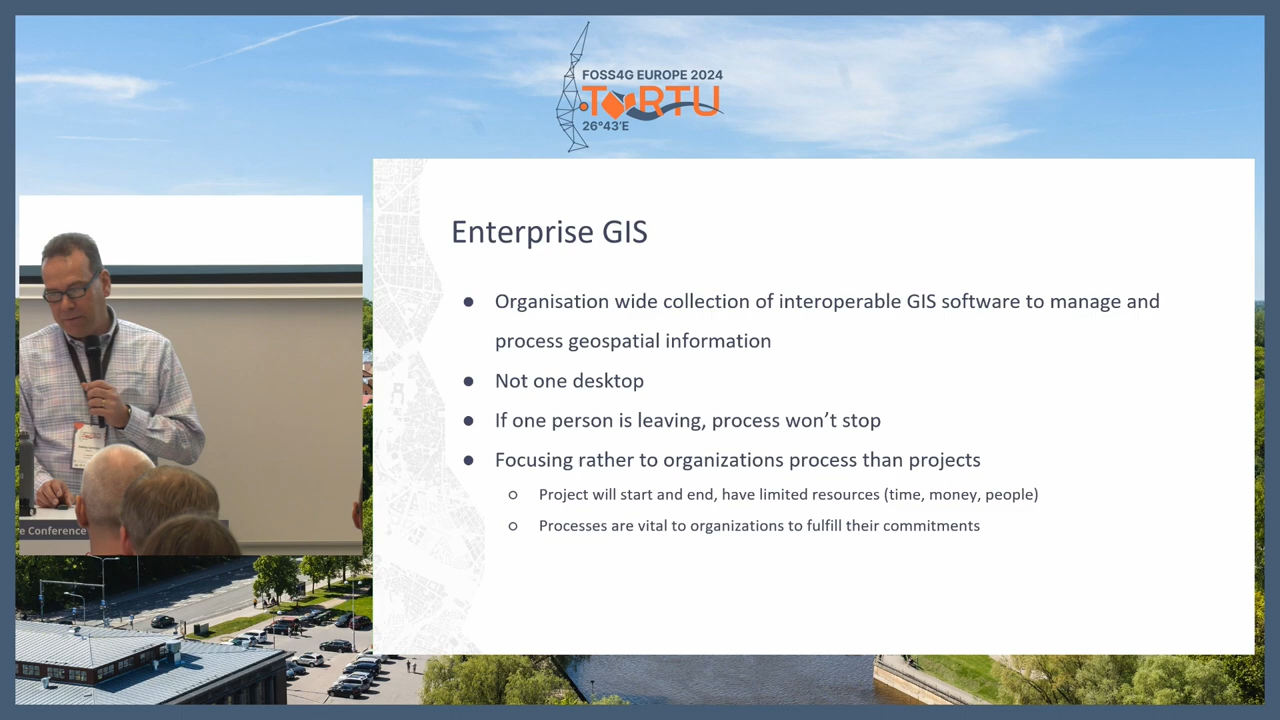 FOSS4G EUROPE 2024
TARTU
26°43'E
Enterprise GIS
● Organisation wide collection of interoperable GIS software to manage and
process geospatial information
● Not one desktop
● If one person is leaving, process won’t stop
● Focusing rather to organizations process than projects
○ Project will start and end, have limited resources (time, money, people)
○ Processes are vital to organizations to fulfill their commitments
e Conference